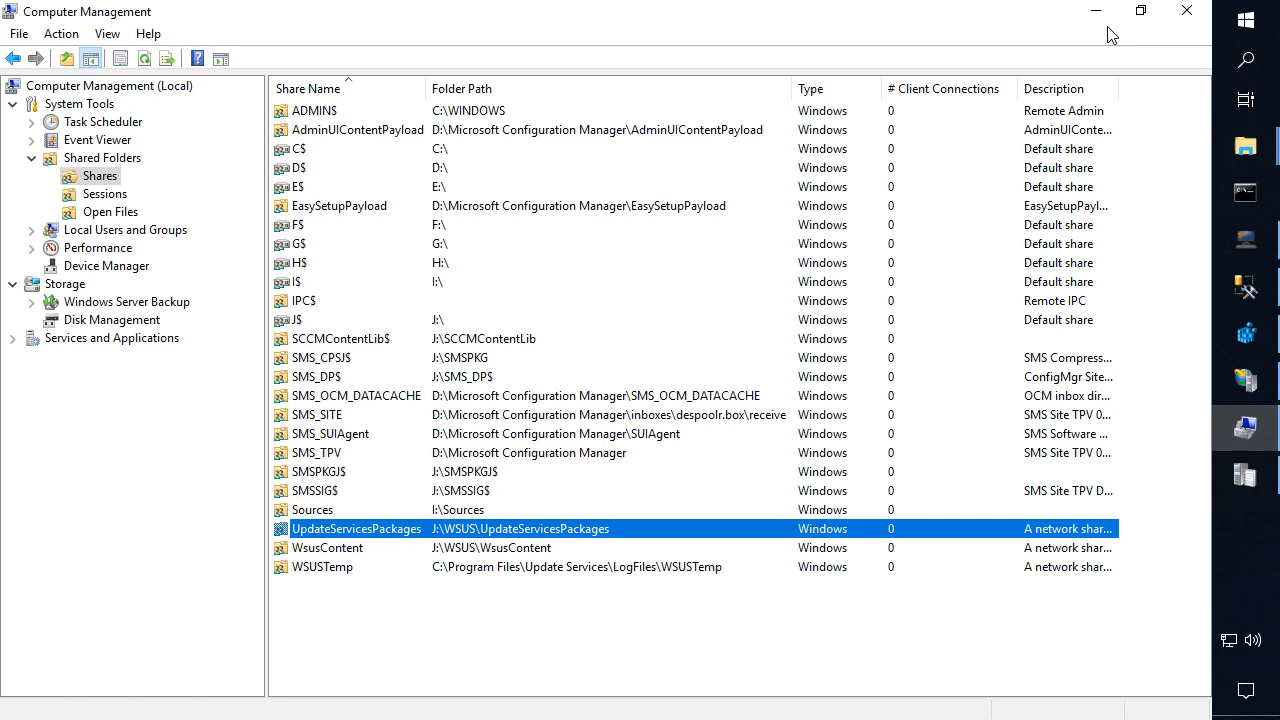 Computer Management
File Action View Help
Computer Management (Local)
System Tools
Task Scheduler
Event Viewer
Shared Folders
Shares
Sessions
Open Files
Local Users and Groups
Performance
Device Manager
Storage
Windows Server Backup
Disk Management
Services and Applications
Share Name Folder Path Type # Client Connections Description
ADMIN$ C:\WINDOWS Windows 0 Remote Admin
AdminUIContentPayload D:\Microsoft Configuration Manager\AdminUIContentPayload Windows 0 AdminUIConte...
C$ C:\ Windows 0 Default share
D$ D:\ Windows 0 Default share
E$ E:\ Windows 0 Default share
EasySetupPayload D:\Microsoft Configuration Manager\EasySetupPayload Windows 0 EasySetupPayl...
F$ F:\ Windows 0 Default share
G$ G:\ Windows 0 Default share
H$ H:\ Windows 0 Default share
I$ I:\ Windows 0 Default share
IPC$ Windows 0 Remote IPC
J$ J:\ Windows 0 Default share
SCCMContentLib$ J:\SCCMContentLib Windows 0
SMS_CPSJ$ J:\SMSPKG Windows 0 SMS Compress...
SMS_DP$ J:\SMS_DP$ Windows 0 ConfigMgr Site...
SMS_OCM_DATACACHE D:\Microsoft Configuration Manager\SMS_OCM_DATACACHE Windows 0 OCM inbox dir...
SMS_SITE D:\Microsoft Configuration Manager\inboxes\despoolr.box\receive Windows 0 SMS Site TPV 0...
SMS_SUIAgent D:\Microsoft Configuration Manager\SUIAgent Windows 0 SMS Software ...
SMS_TPV D:\Microsoft Configuration Manager Windows 0 SMS Site TPV 0...
SMSPKGJ$ J:\SMSPKGJ$ Windows 0
SMSSIG$ J:\SMSSIG$ Windows 0 SMS Site TPV D...
Sources I:\Sources Windows 0
UpdateServicesPackages J:\WSUS\UpdateServicesPackages Windows 0 A network shar...
WsusContent J:\WSUS\WsusContent Windows 0 A network shar...
WSUSTemp C:\Program Files\Update Services\LogFiles\WSUSTemp Windows 0 A network shar...